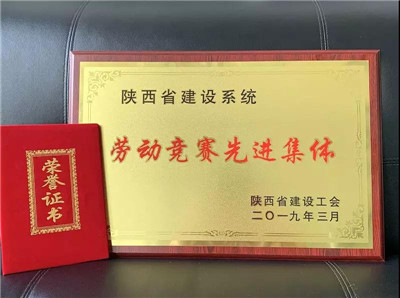 陕西省建设系统
劳动竞赛先进集体
陕西省建设工会
二〇一九年三月
荣誉证书